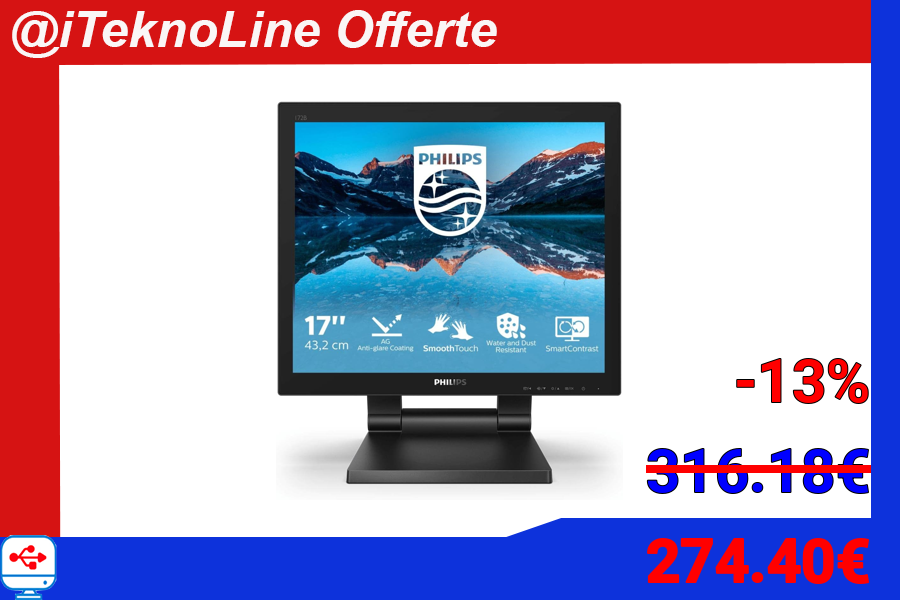 @iTeknoLine Offerte
PHILIPS
17''
43,2 cm
AG
Anti-glare Coating
SmoothTouch
Water and Dust
Resistant
SmartContrast
PHILIPS
-13%
316.18€
274.40€